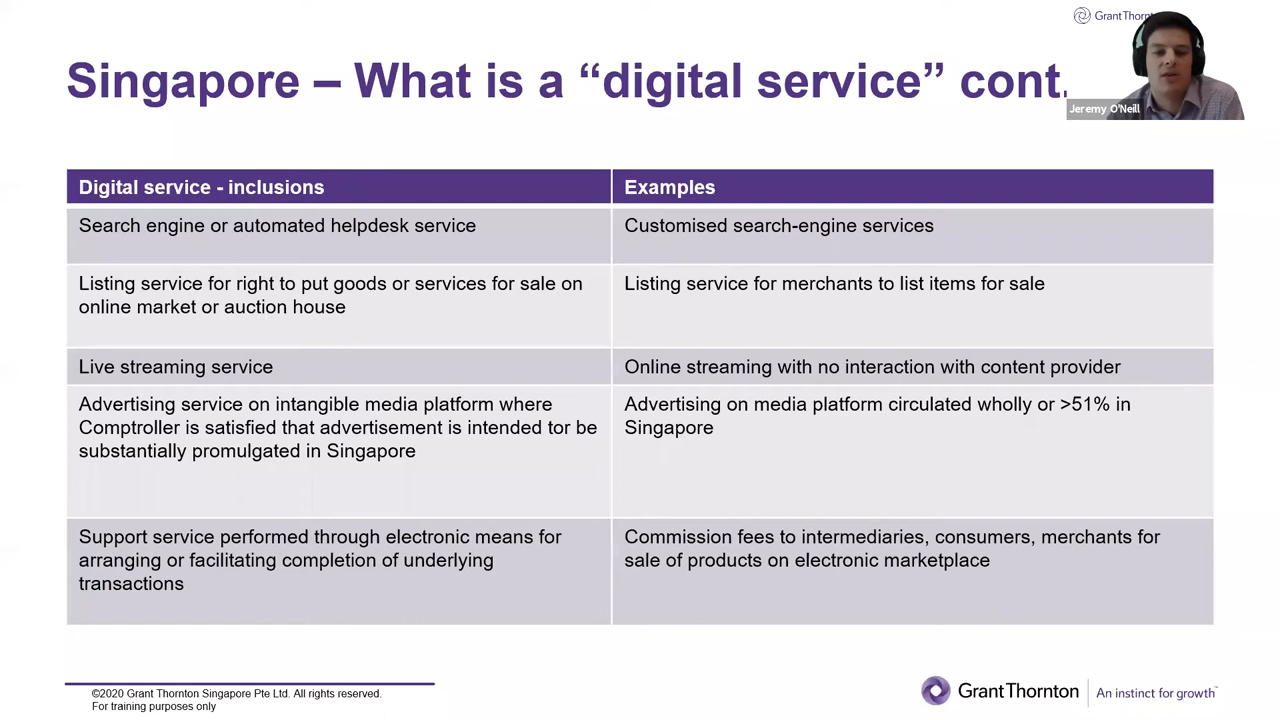 Grant Thorn
Singapore – What is a “digital service” cont.
Jeremy O'Neill
Digital service - inclusions
Examples
Search engine or automated helpdesk service
Customised search-engine services
Listing service for right to put goods or services for sale on
online market or auction house
Listing service for merchants to list items for sale
Live streaming service
Online streaming with no interaction with content provider
Advertising service on intangible media platform where
Comptroller is satisfied that advertisement is intended tor be
substantially promulgated in Singapore
Advertising on media platform circulated wholly or >51% in
Singapore
Support service performed through electronic means for
arranging or facilitating completion of underlying
transactions
Commission fees to intermediaries, consumers, merchants for
sale of products on electronic marketplace
©2020 Grant Thornton Singapore Pte Ltd. All rights reserved.
For training purposes only
Grant Thornton
An instinct for growth™